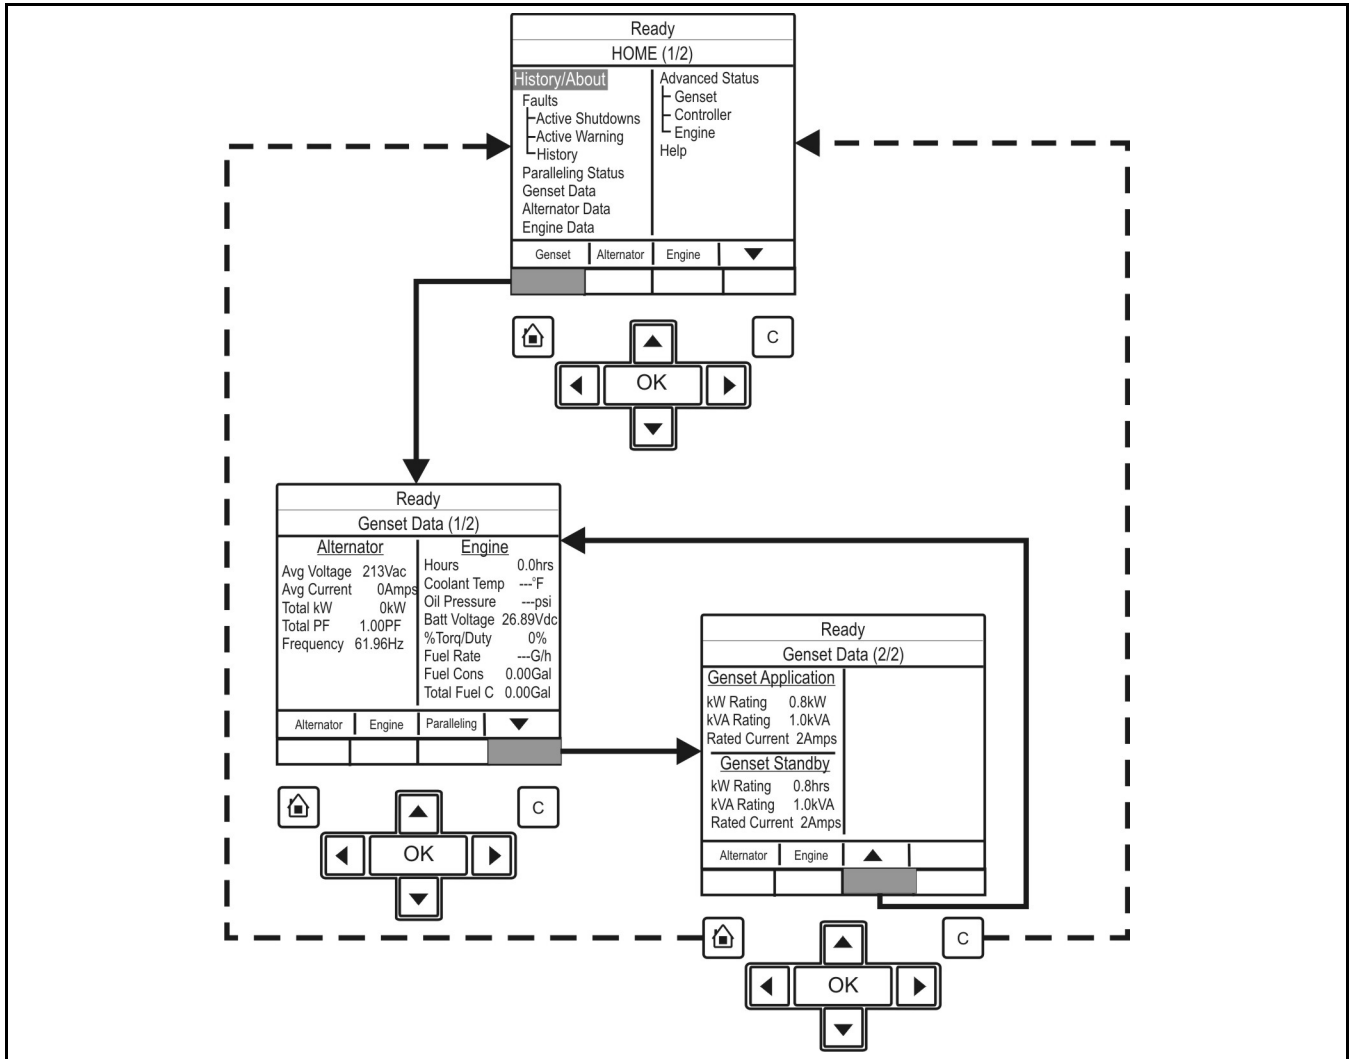 Ready
HOME (1/2)
History/About
Faults
Active Shutdowns
Active Warning
History
Paralleling Status
Genset Data
Alternator Data
Engine Data
Advanced Status
Genset
Controller
Engine
Help
Genset Alternator Engine ▼
C
OK
Ready
Genset Data (1/2)
Alternator
Avg Voltage 213Vac
Avg Current 0Amps
Total kW 0kW
Total PF 1.00PF
Frequency 61.96Hz
Engine
Hours 0.0hrs
Coolant Temp ---°F
Oil Pressure ---psi
Batt Voltage 26.89Vdc
%Torq/Duty 0%
Fuel Rate ---G/h
Fuel Cons 0.00Gal
Total Fuel C 0.00Gal
Alternator Engine Paralleling ▼
C
OK
Ready
Genset Data (2/2)
Genset Application
kW Rating 0.8kW
kVA Rating 1.0kVA
Rated Current 2Amps
Genset Standby
kW Rating 0.8hrs
kVA Rating 1.0kVA
Rated Current 2Amps
Alternator Engine ▲
C
OK